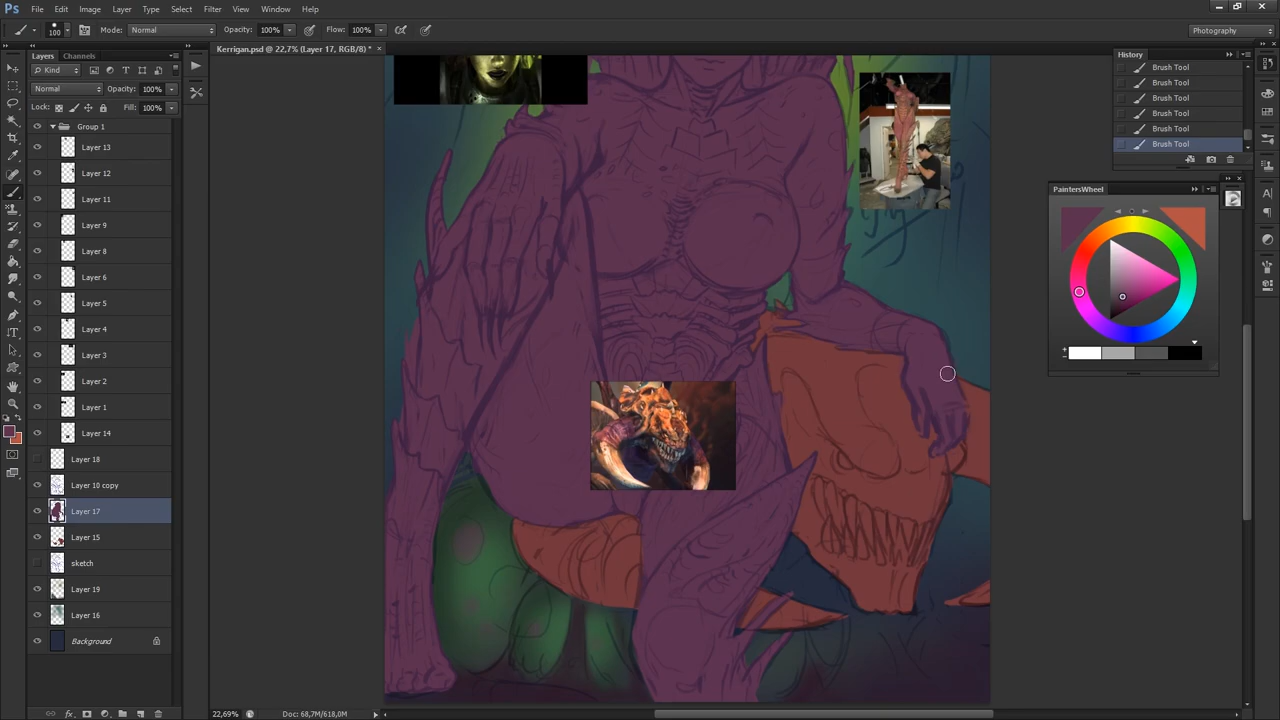 Ps File Edit Image Layer Type Select Filter View Window Help
100 Mode: Normal Opacity: 100% Flow: 100% Photography
Kerrigan.psd @ 22,7% (Layer 17, RGB/8) * ×
Layers Channels
Kind
Normal Opacity: 100%
Lock: Fill: 100%
Group 1
Layer 13
Layer 12
Layer 11
Layer 9
Layer 8
Layer 6
Layer 5
Layer 4
Layer 3
Layer 2
Layer 1
Layer 14
Layer 18
Layer 10 copy
Layer 17
Layer 15
sketch
Layer 19
Layer 16
Background
22,69% Doc: 68,7M/618,0M
History
Brush Tool
Brush Tool
Brush Tool
Brush Tool
Brush Tool
Brush Tool
PaintersWheel